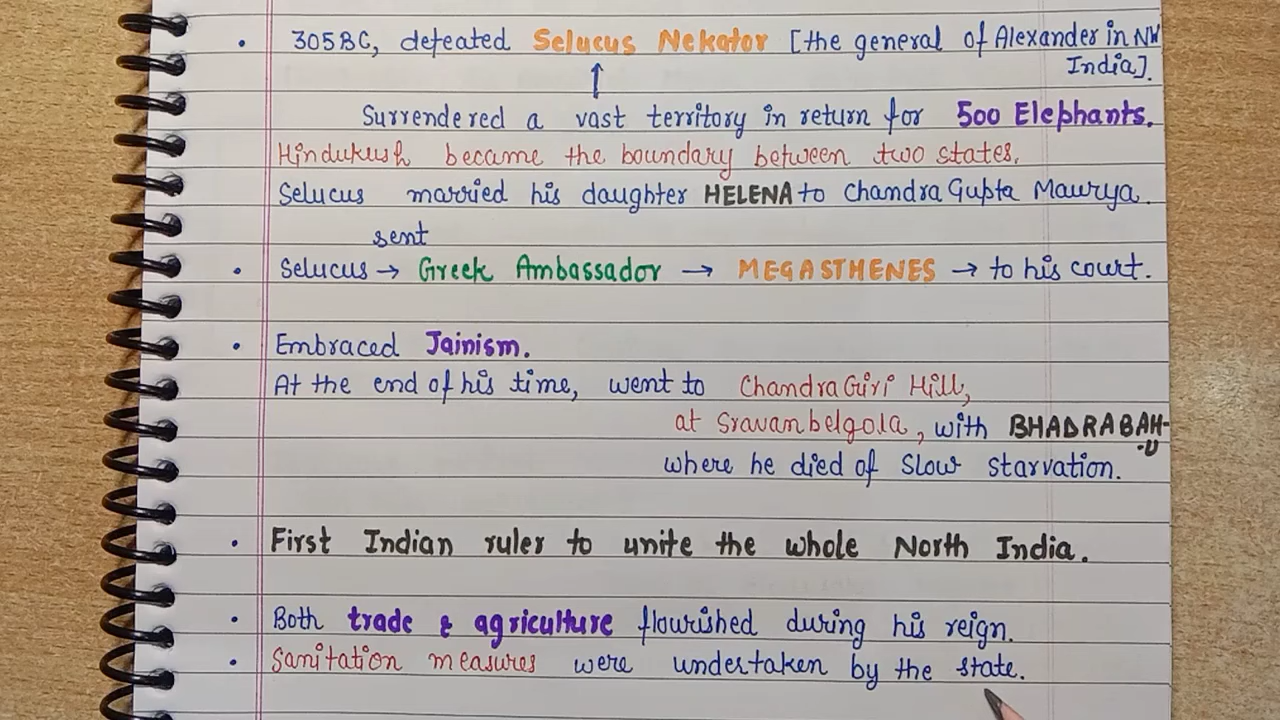 • 305BC, defeated Selucus Nekator [the general of Alexander in NW
India].
↑
Surrendered a vast territory in return for 500 Elephants.
Hindukush became the boundary between two states.
Selucus married his daughter HELENA to Chandra Gupta Maurya.
sent
• Selucus → Greek Ambassador → MEGASTHENES → to his court.
• Embraced Jainism.
At the end of his time, went to Chandra Giri Hill,
at Sravanbelgola, with BHADRABAH-
-U
where he died of slow starvation.
• First Indian ruler to unite the whole North India.
• Both trade & agriculture flourished during his reign.
• Sanitation measures were undertaken by the state.